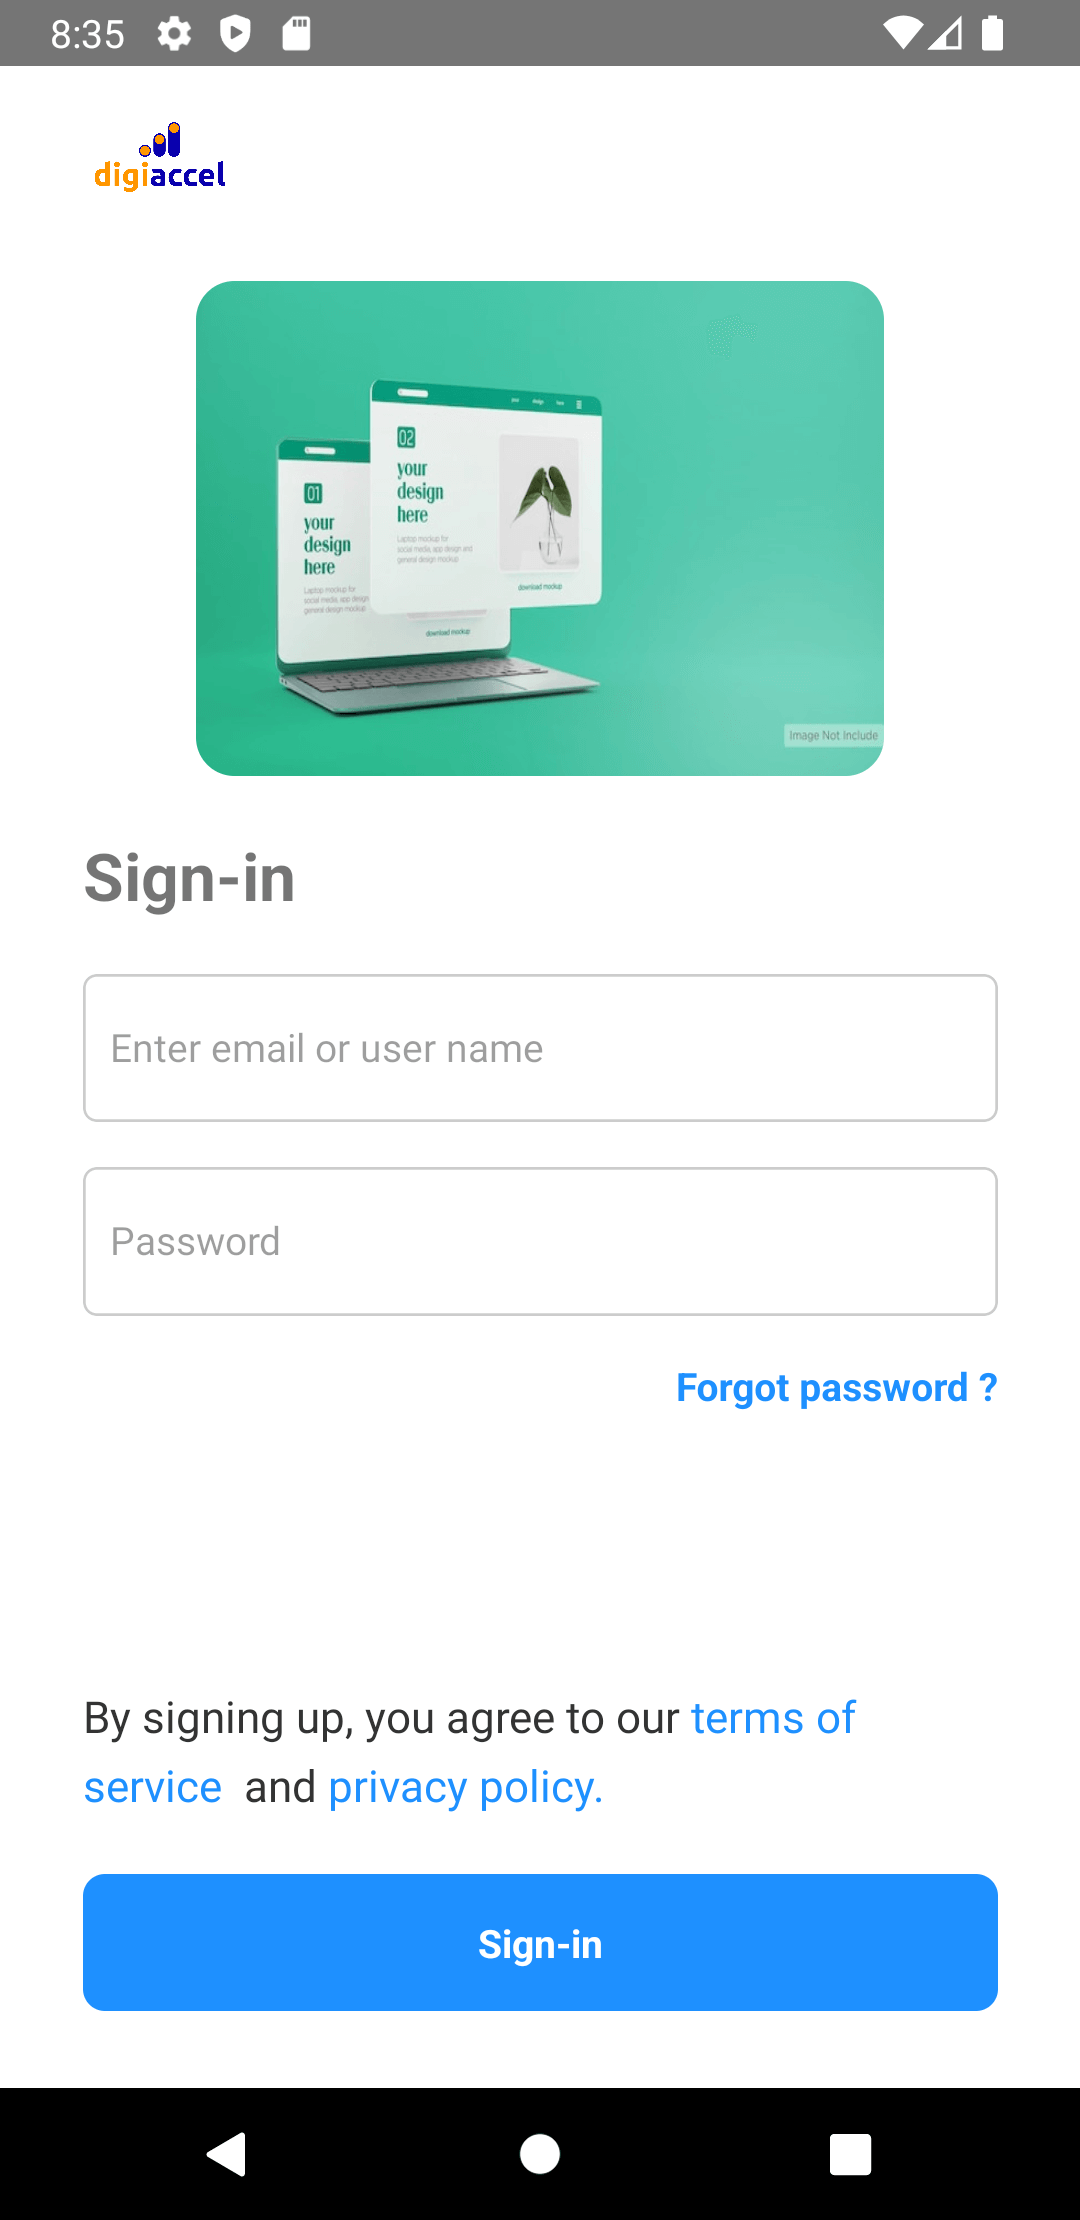 8:35
digiaccel
02
your
design
here
Laptop mockup for
social media, app design and
general design mockup
download mockup
01
your
design
here
Laptop mockup for
social media, app design
general design mockup
download mockup
Image Not Include
Sign-in
Enter email or user name
Password
Forgot password ?
By signing up, you agree to our terms of
service and privacy policy.
Sign-in